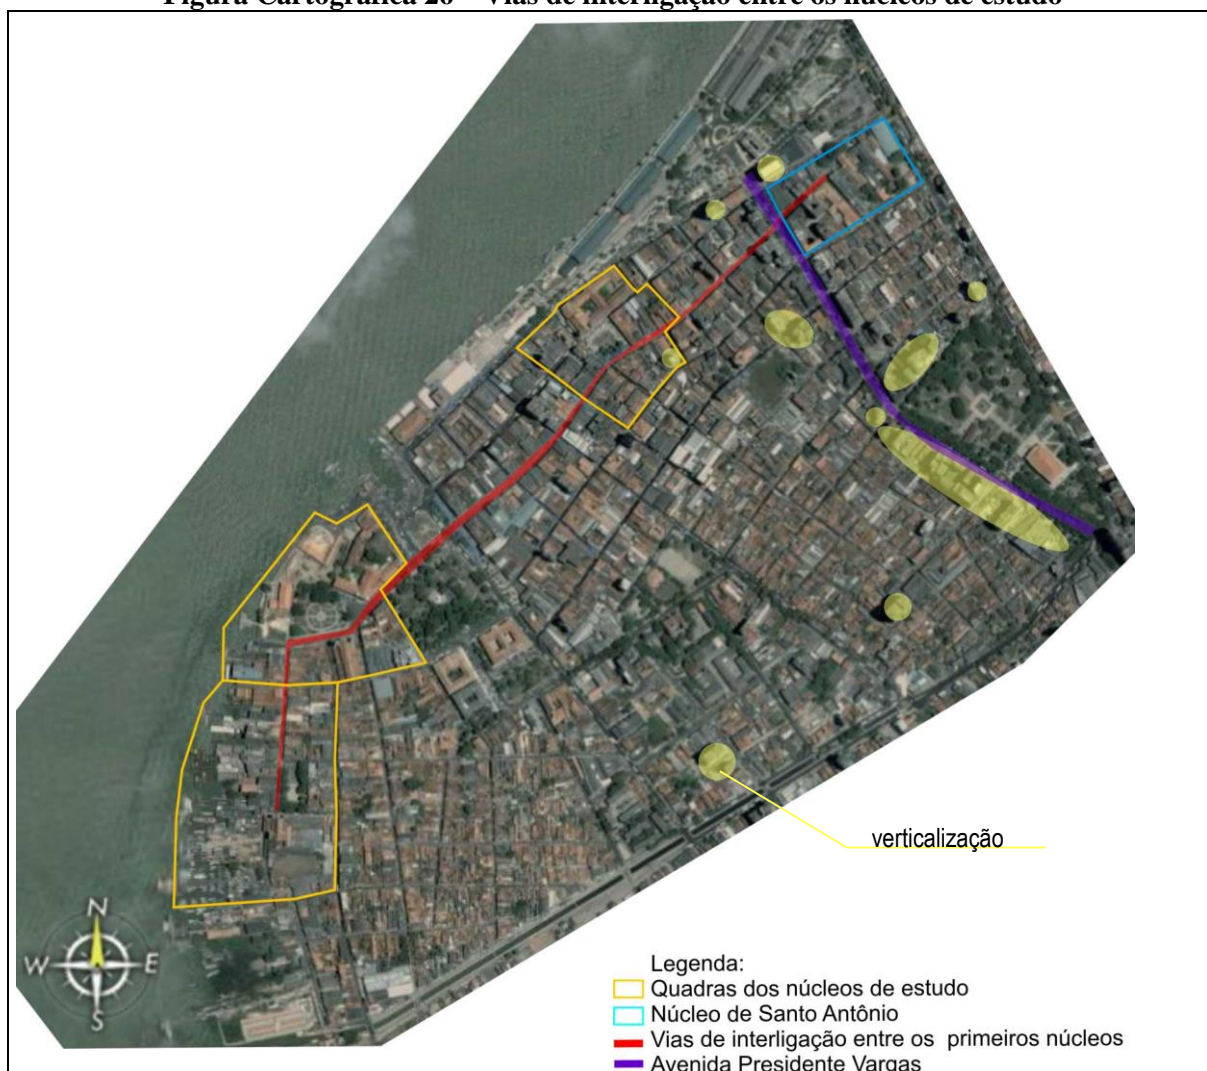 Figura Cartográfica 26 – Vias de interligação entre os núcleos de estudo
verticalização
N
W E
S
Legenda:
Quadras dos núcleos de estudo
Núcleo de Santo Antônio
Vias de interligação entre os primeiros núcleos
Avenida Presidente Vargas